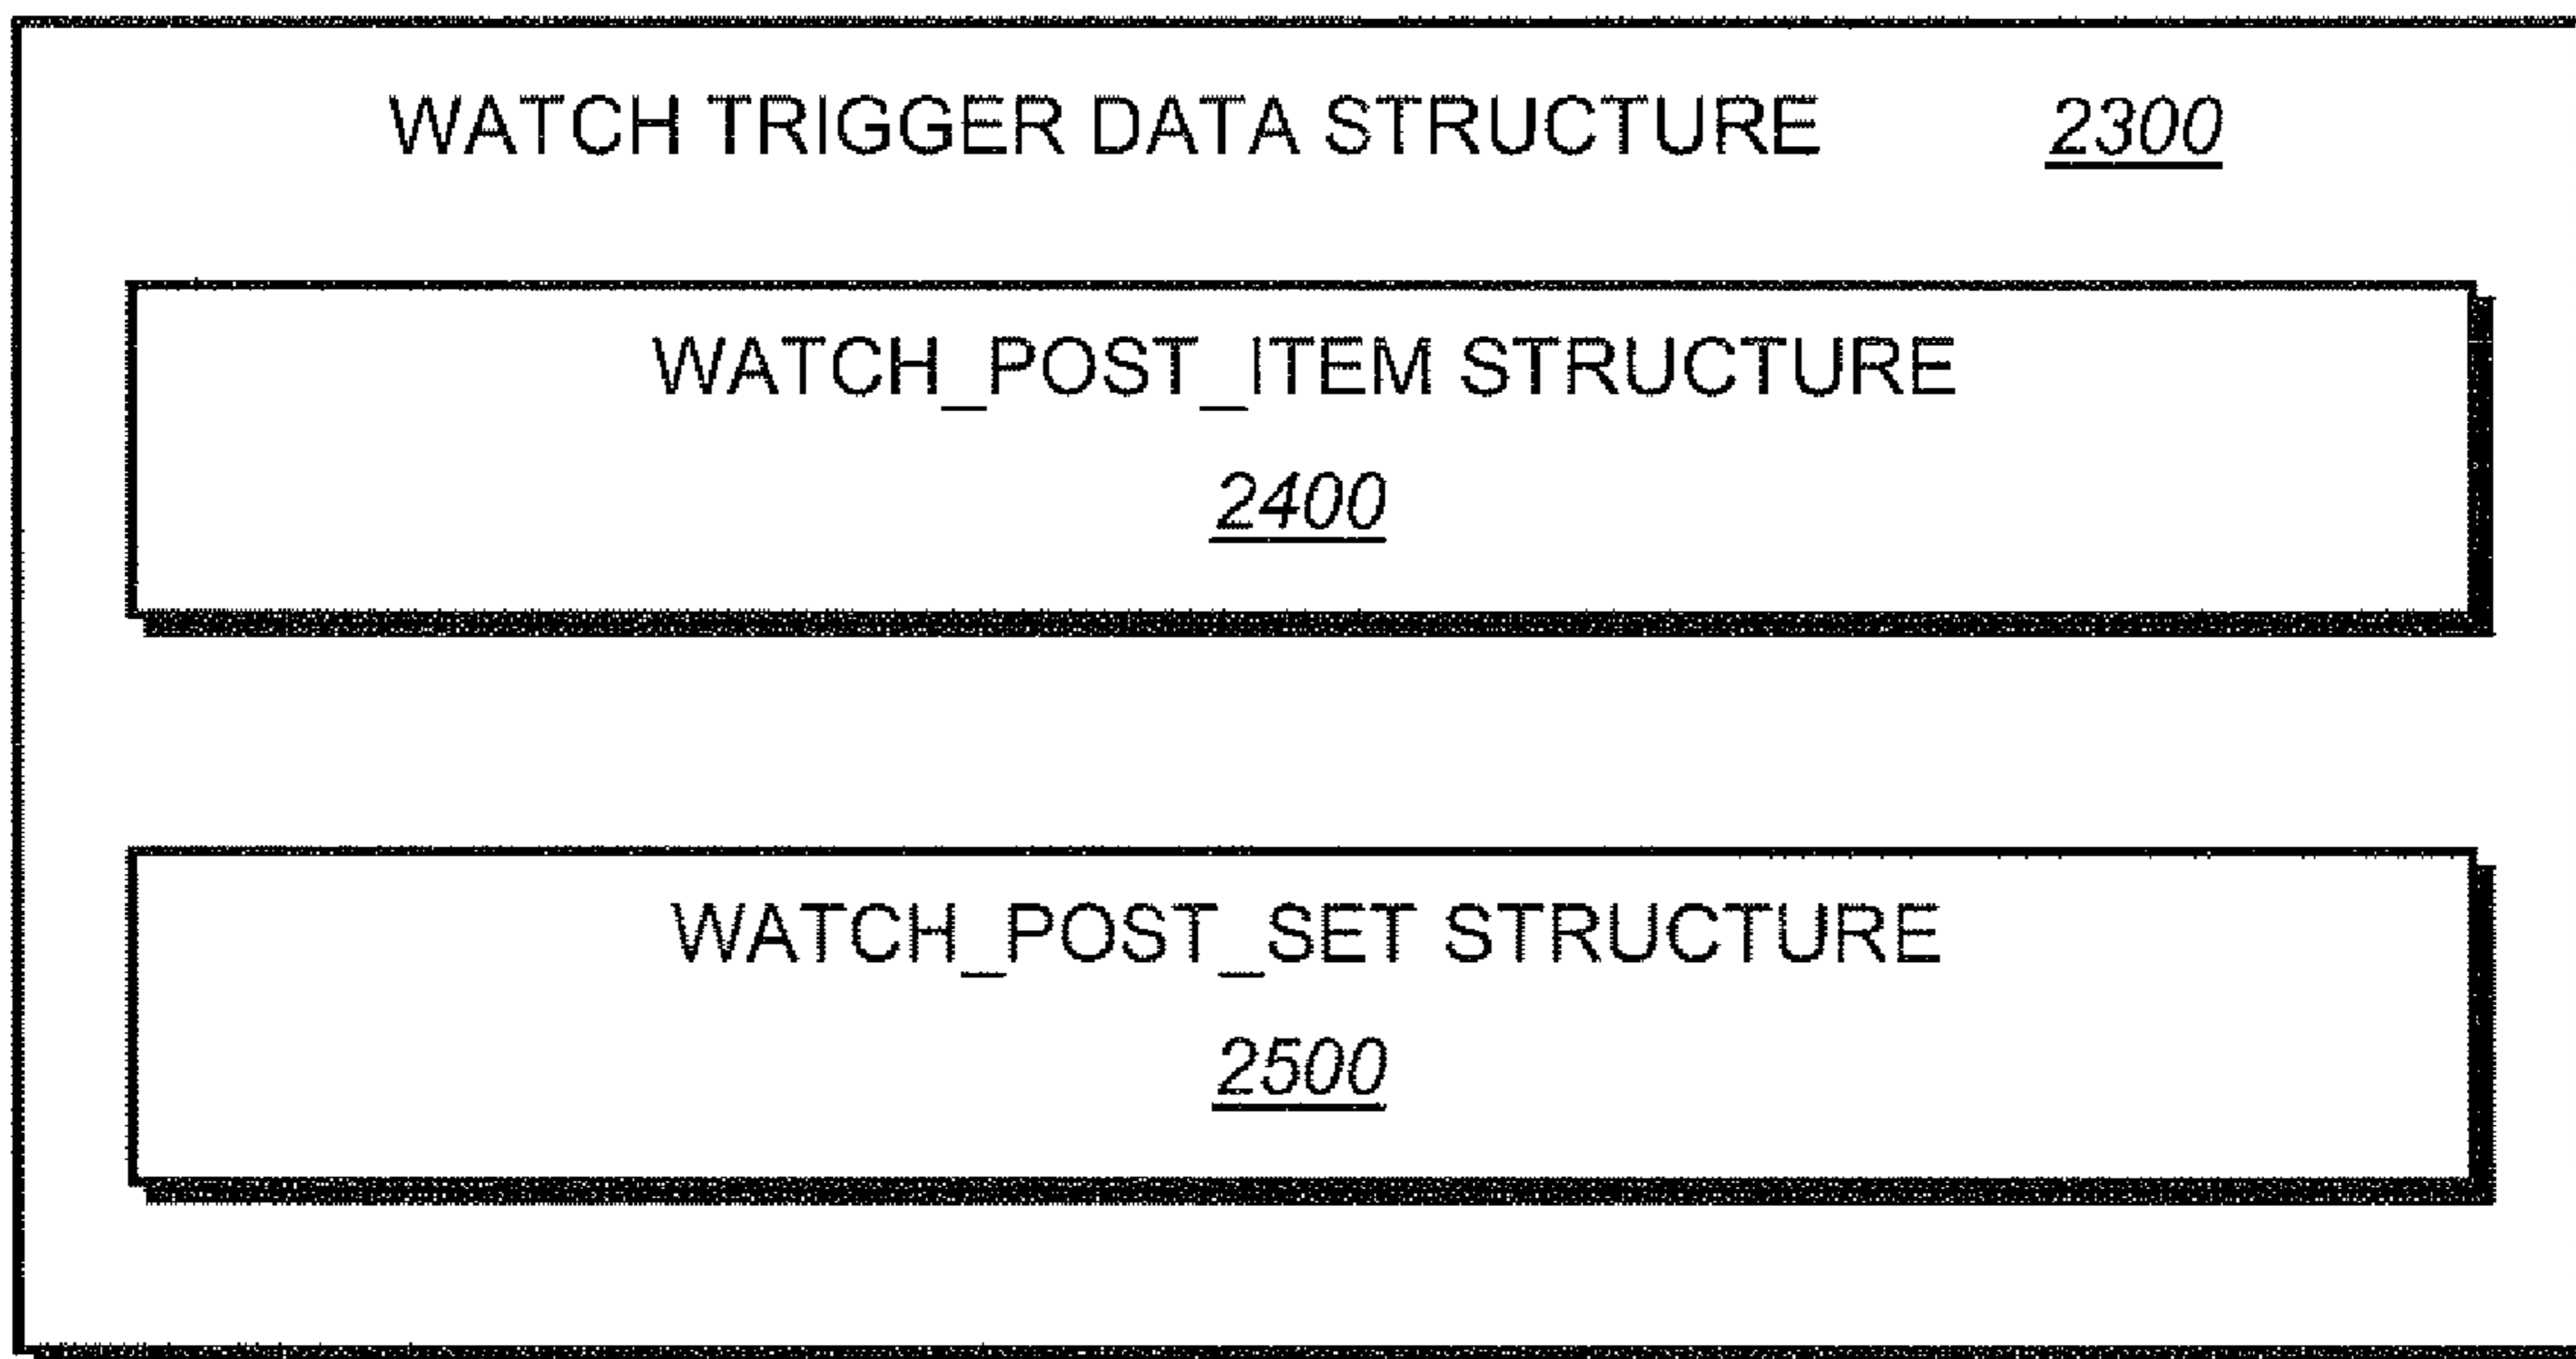 WATCH TRIGGER DATA STRUCTURE 2300
WATCH_POST_ITEM STRUCTURE
2400
WATCH_POST_SET STRUCTURE
2500